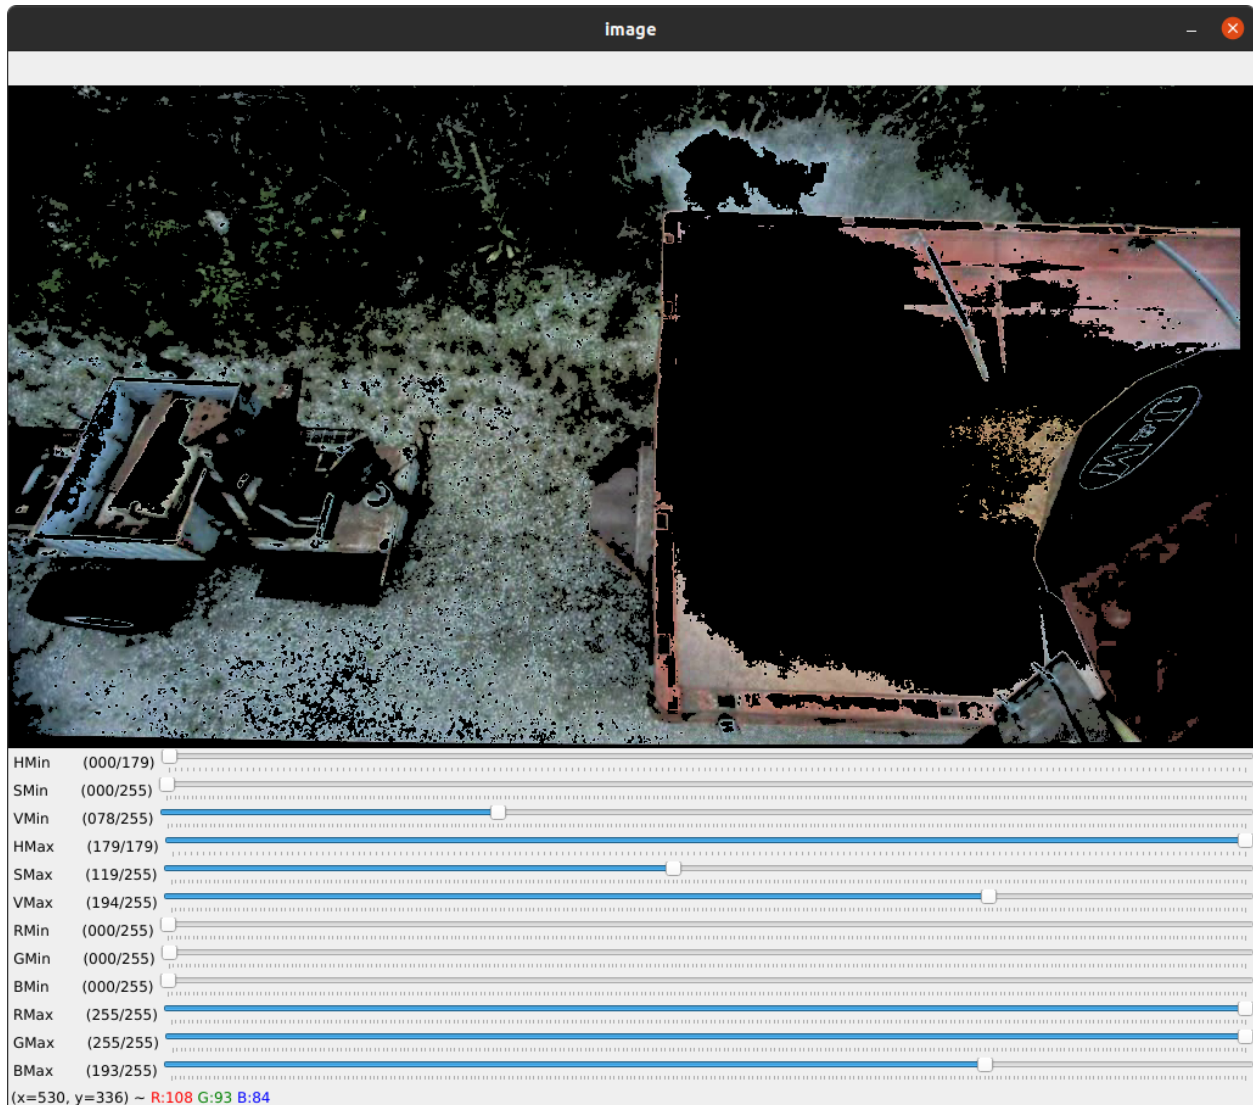 image
HMin (000/179)
SMin (000/255)
VMin (078/255)
HMax (179/179)
SMax (119/255)
VMax (194/255)
RMin (000/255)
GMin (000/255)
BMin (000/255)
RMax (255/255)
GMax (255/255)
BMax (193/255)
(x=530, y=336) ~ R:108 G:93 B:84